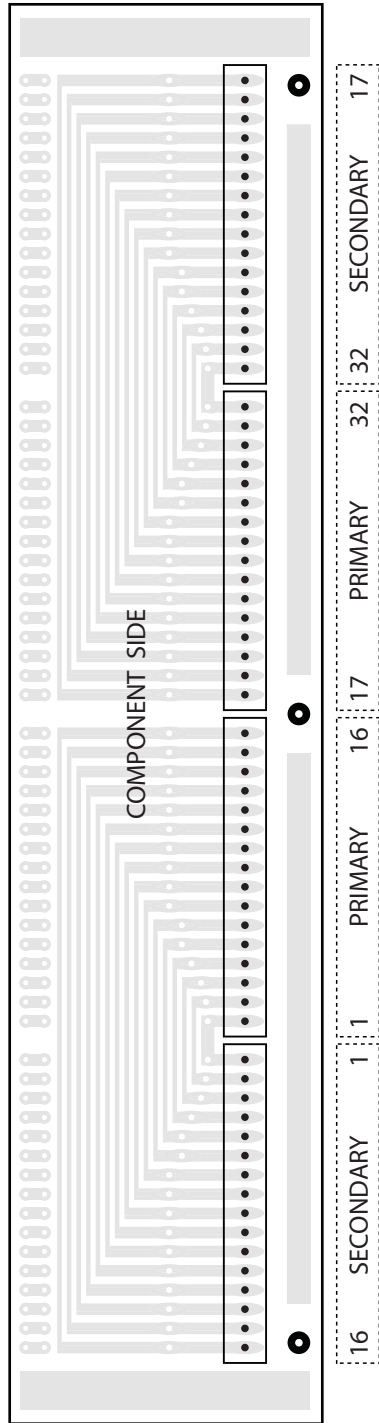 COMPONENT SIDE
16 SECONDARY 1
1 PRIMARY 16
17 PRIMARY 32
32 SECONDARY 17